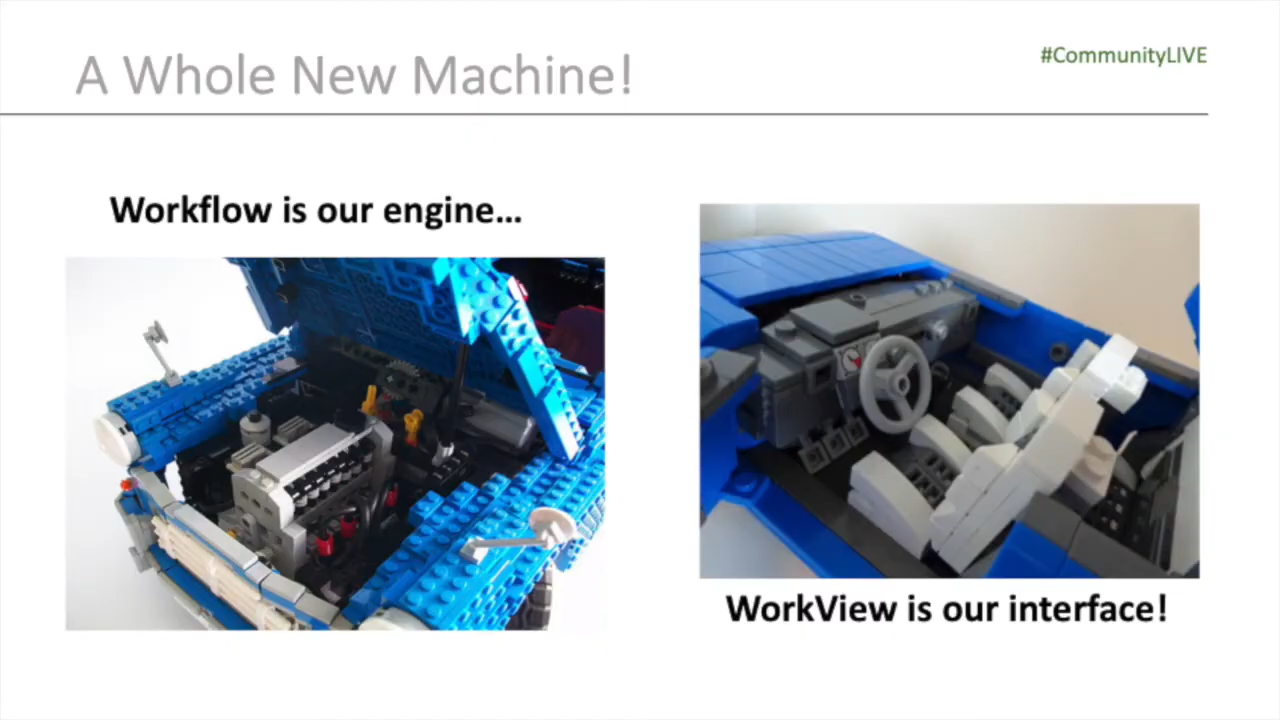 A Whole New Machine!
#CommunityLIVE
Workflow is our engine...
WorkView is our interface!